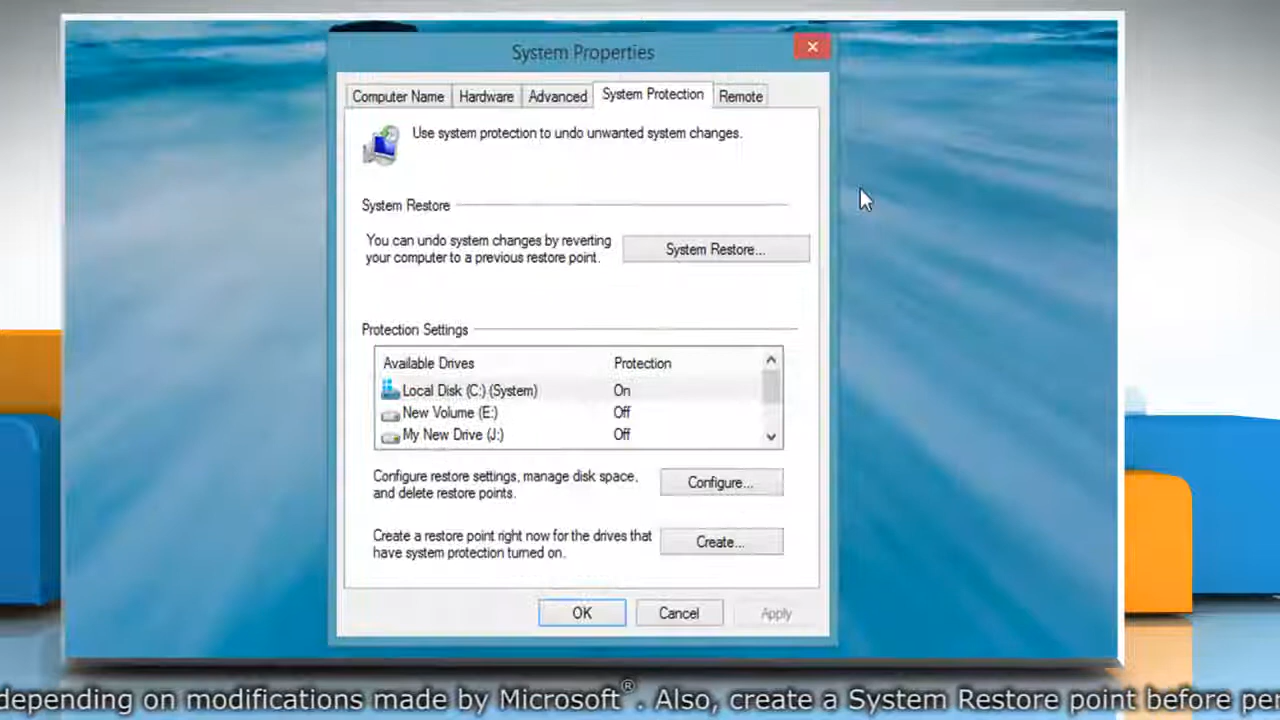 System Properties
Computer Name
Hardware
Advanced
System Protection
Remote
Use system protection to undo unwanted system changes.
System Restore
You can undo system changes by reverting
your computer to a previous restore point.
System Restore...
Protection Settings
Available Drives Protection
Local Disk (C:) (System) On
New Volume (E:) Off
My New Drive (J:) Off
Configure restore settings, manage disk space,
and delete restore points.
Configure...
Create a restore point right now for the drives that
have system protection turned on.
Create...
OK
Cancel
Apply
depending on modifications made by Microsoft®. Also, create a System Restore point before